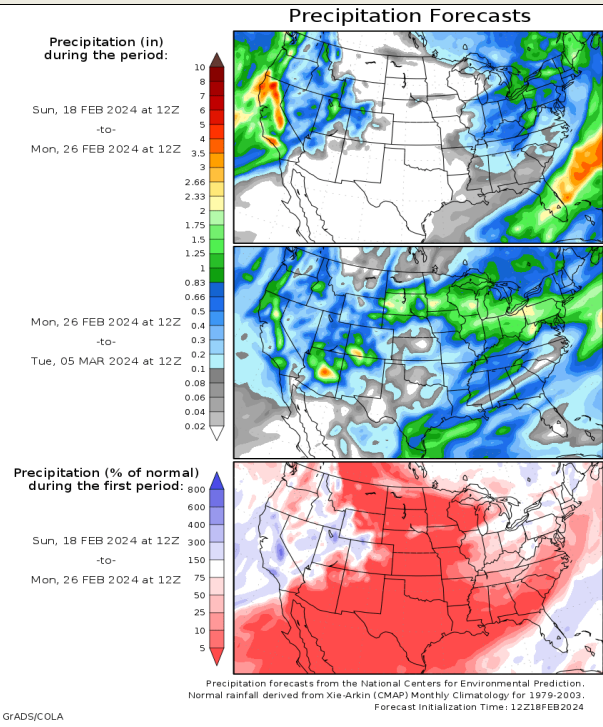 Precipitation Forecasts
Precipitation (in)
during the period:
Sun, 18 FEB 2024 at 12Z
-to-
Mon, 26 FEB 2024 at 12Z
10
8
7
6
5
4
3.5
3
2.66
2.33
2
1.75
1.5
1.25
1
0.83
0.66
0.5
0.4
0.3
0.2
0.1
0.08
0.06
0.04
0.02
Mon, 26 FEB 2024 at 12Z
-to-
Tue, 05 MAR 2024 at 12Z
Precipitation (% of normal)
during the first period:
Sun, 18 FEB 2024 at 12Z
-to-
Mon, 26 FEB 2024 at 12Z
800
600
400
300
150
75
50
25
10
5
Precipitation forecasts from the National Centers for Environmental Prediction.
Normal rainfall derived from Xie-Arkin (CMAP) Monthly Climatology for 1979-2003.
Forecast Initialization Time: 12Z18FEB2024
GrADS/COLA